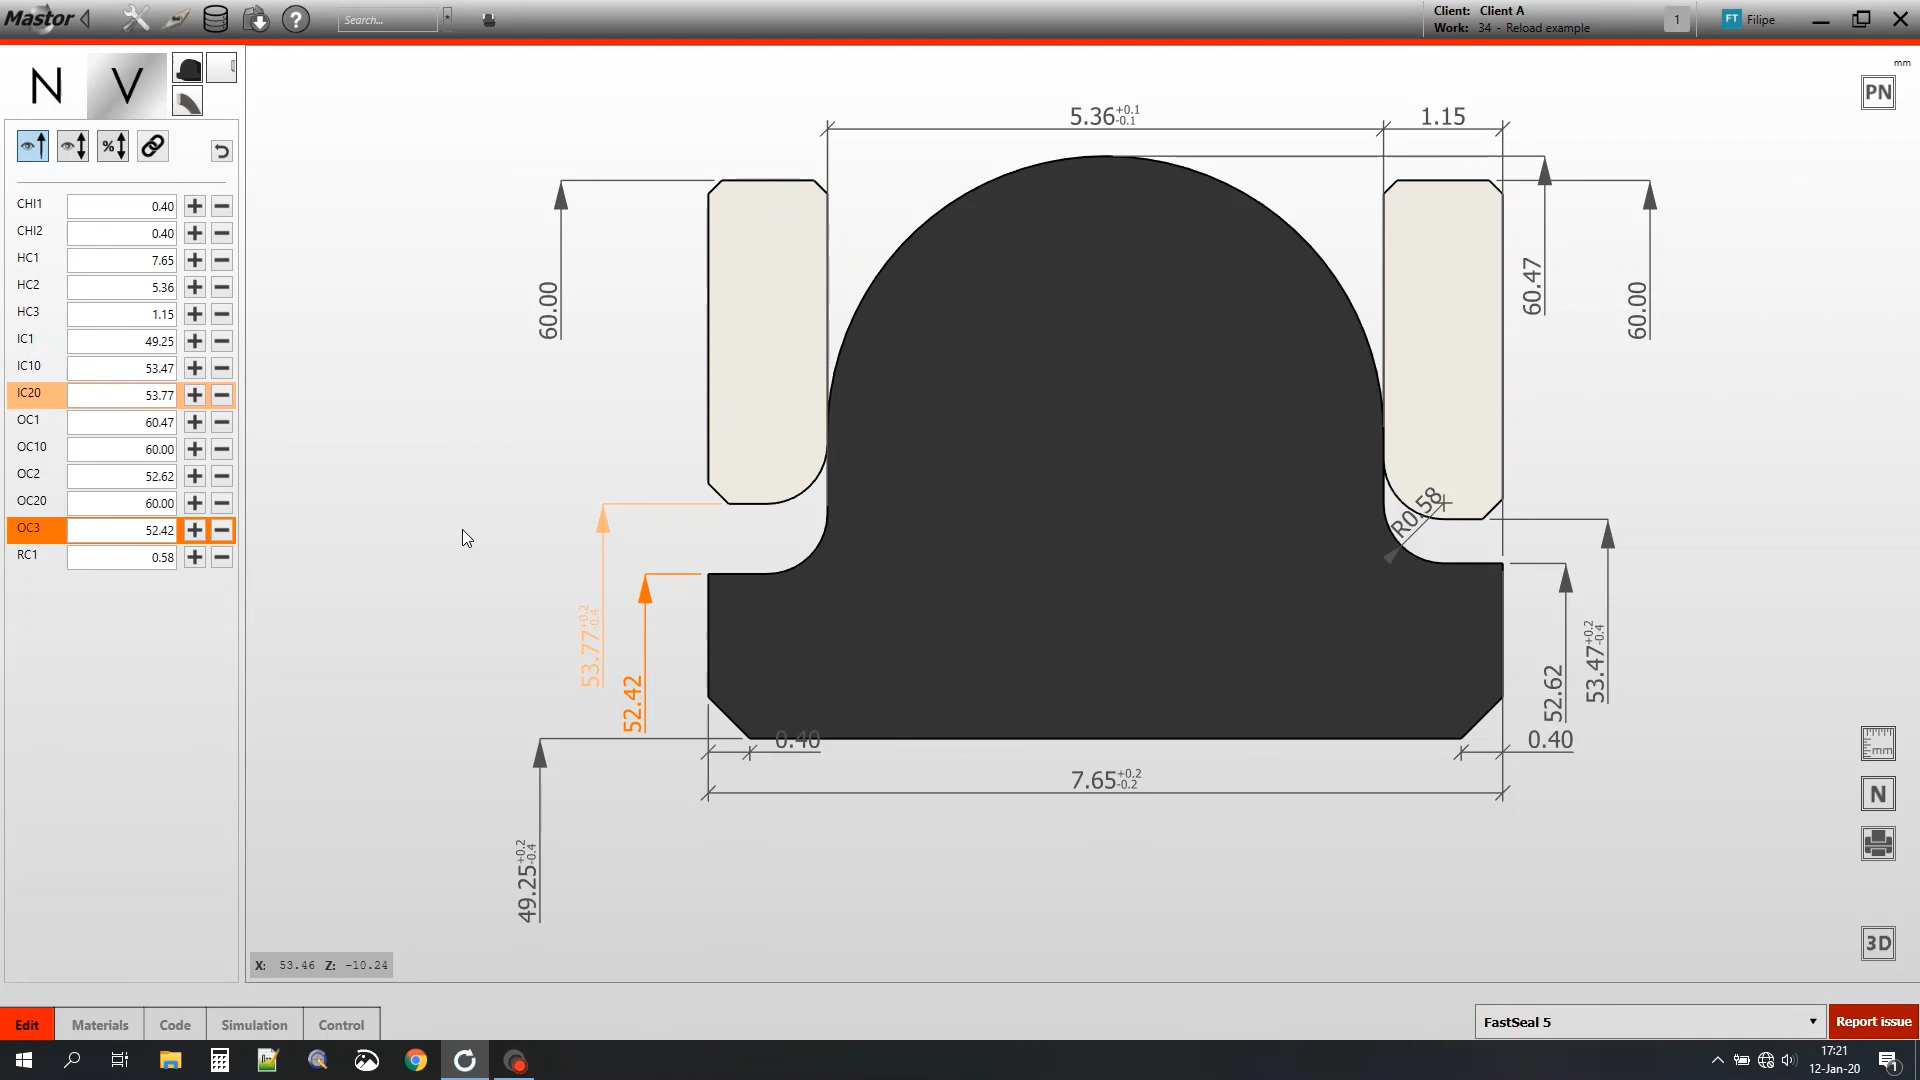 Mastor
Search...
*
Client: Client A
Work: 34 - Reload example
1
FT Filipe
N V
%
CHI1 0.40
CHI2 0.40
HC1 7.65
HC2 5.36
HC3 1.15
IC1 49.25
IC10 53.47
IC20 53.77
OC1 60.47
OC10 60.00
OC2 52.62
OC20 60.00
OC3 52.42
RC1 0.58
mm
PN
5.36 +0.1 -0.1
1.15
60.00
60.47
60.00
R0.58
53.77 +0.2 -0.4
52.42
52.62
53.47 +0.2 -0.4
0.40
0.40
7.65 +0.2 -0.2
49.25 +0.2 -0.4
mm
N
3D
X: 53.46 Z: -10.24
Edit Materials Code Simulation Control
FastSeal 5
Report issue
17:21
12-Jan-20
1